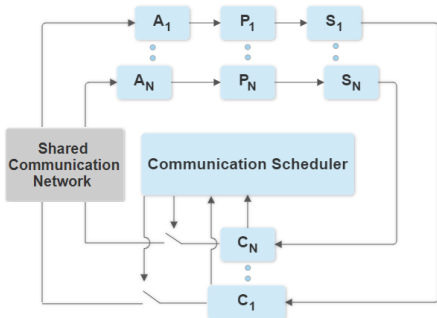 A1 P1 S1
AN PN SN
Shared
Communication
Network
Communication Scheduler
CN
C1